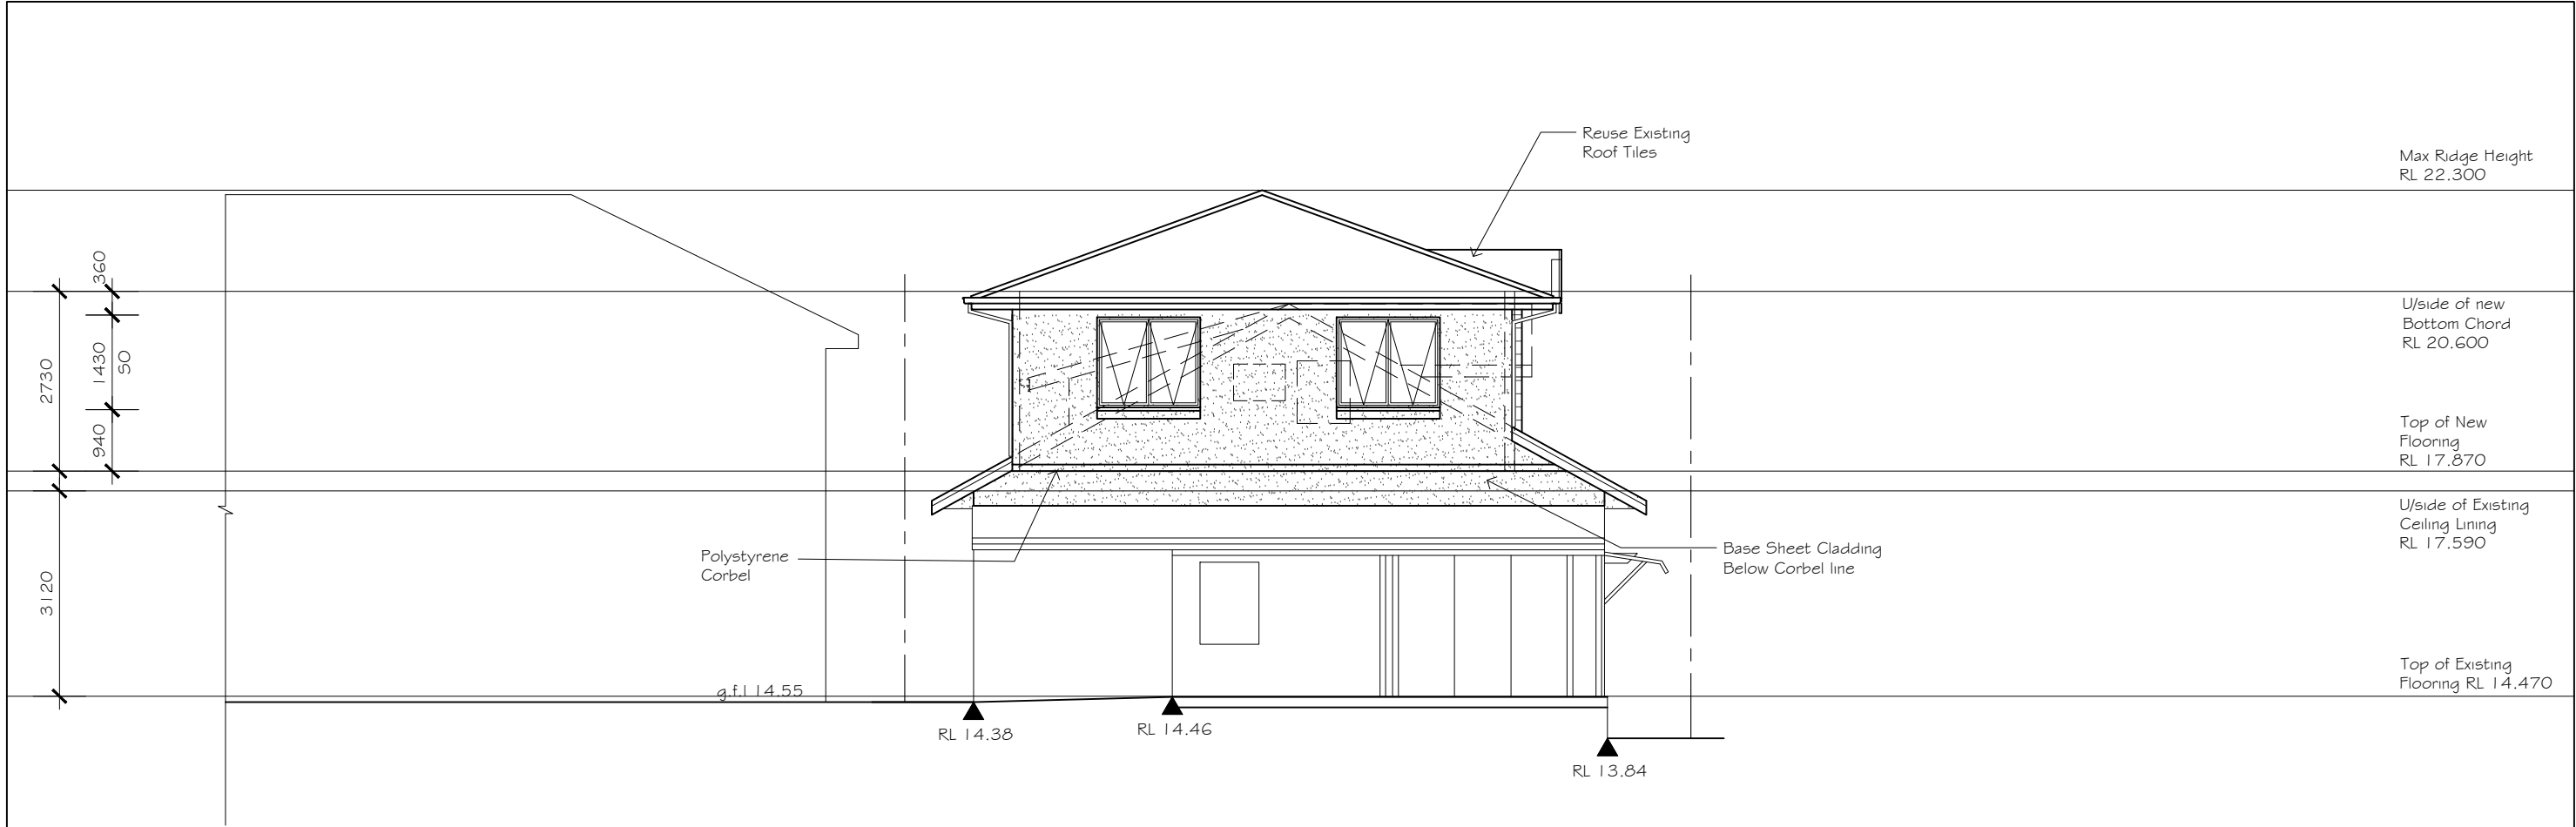 Reuse Existing
Roof Tiles
Max Ridge Height
RL 22.300
360
1430
50
940
2730
3120
U/side of new
Bottom Chord
RL 20.600
Top of New
Flooring
RL 17.870
U/side of Existing
Ceiling Lining
RL 17.590
Polystyrene
Corbel
Base Sheet Cladding
Below Corbel line
Top of Existing
Flooring RL 14.470
g.f.l 14.55
RL 14.38
RL 14.46
RL 13.84